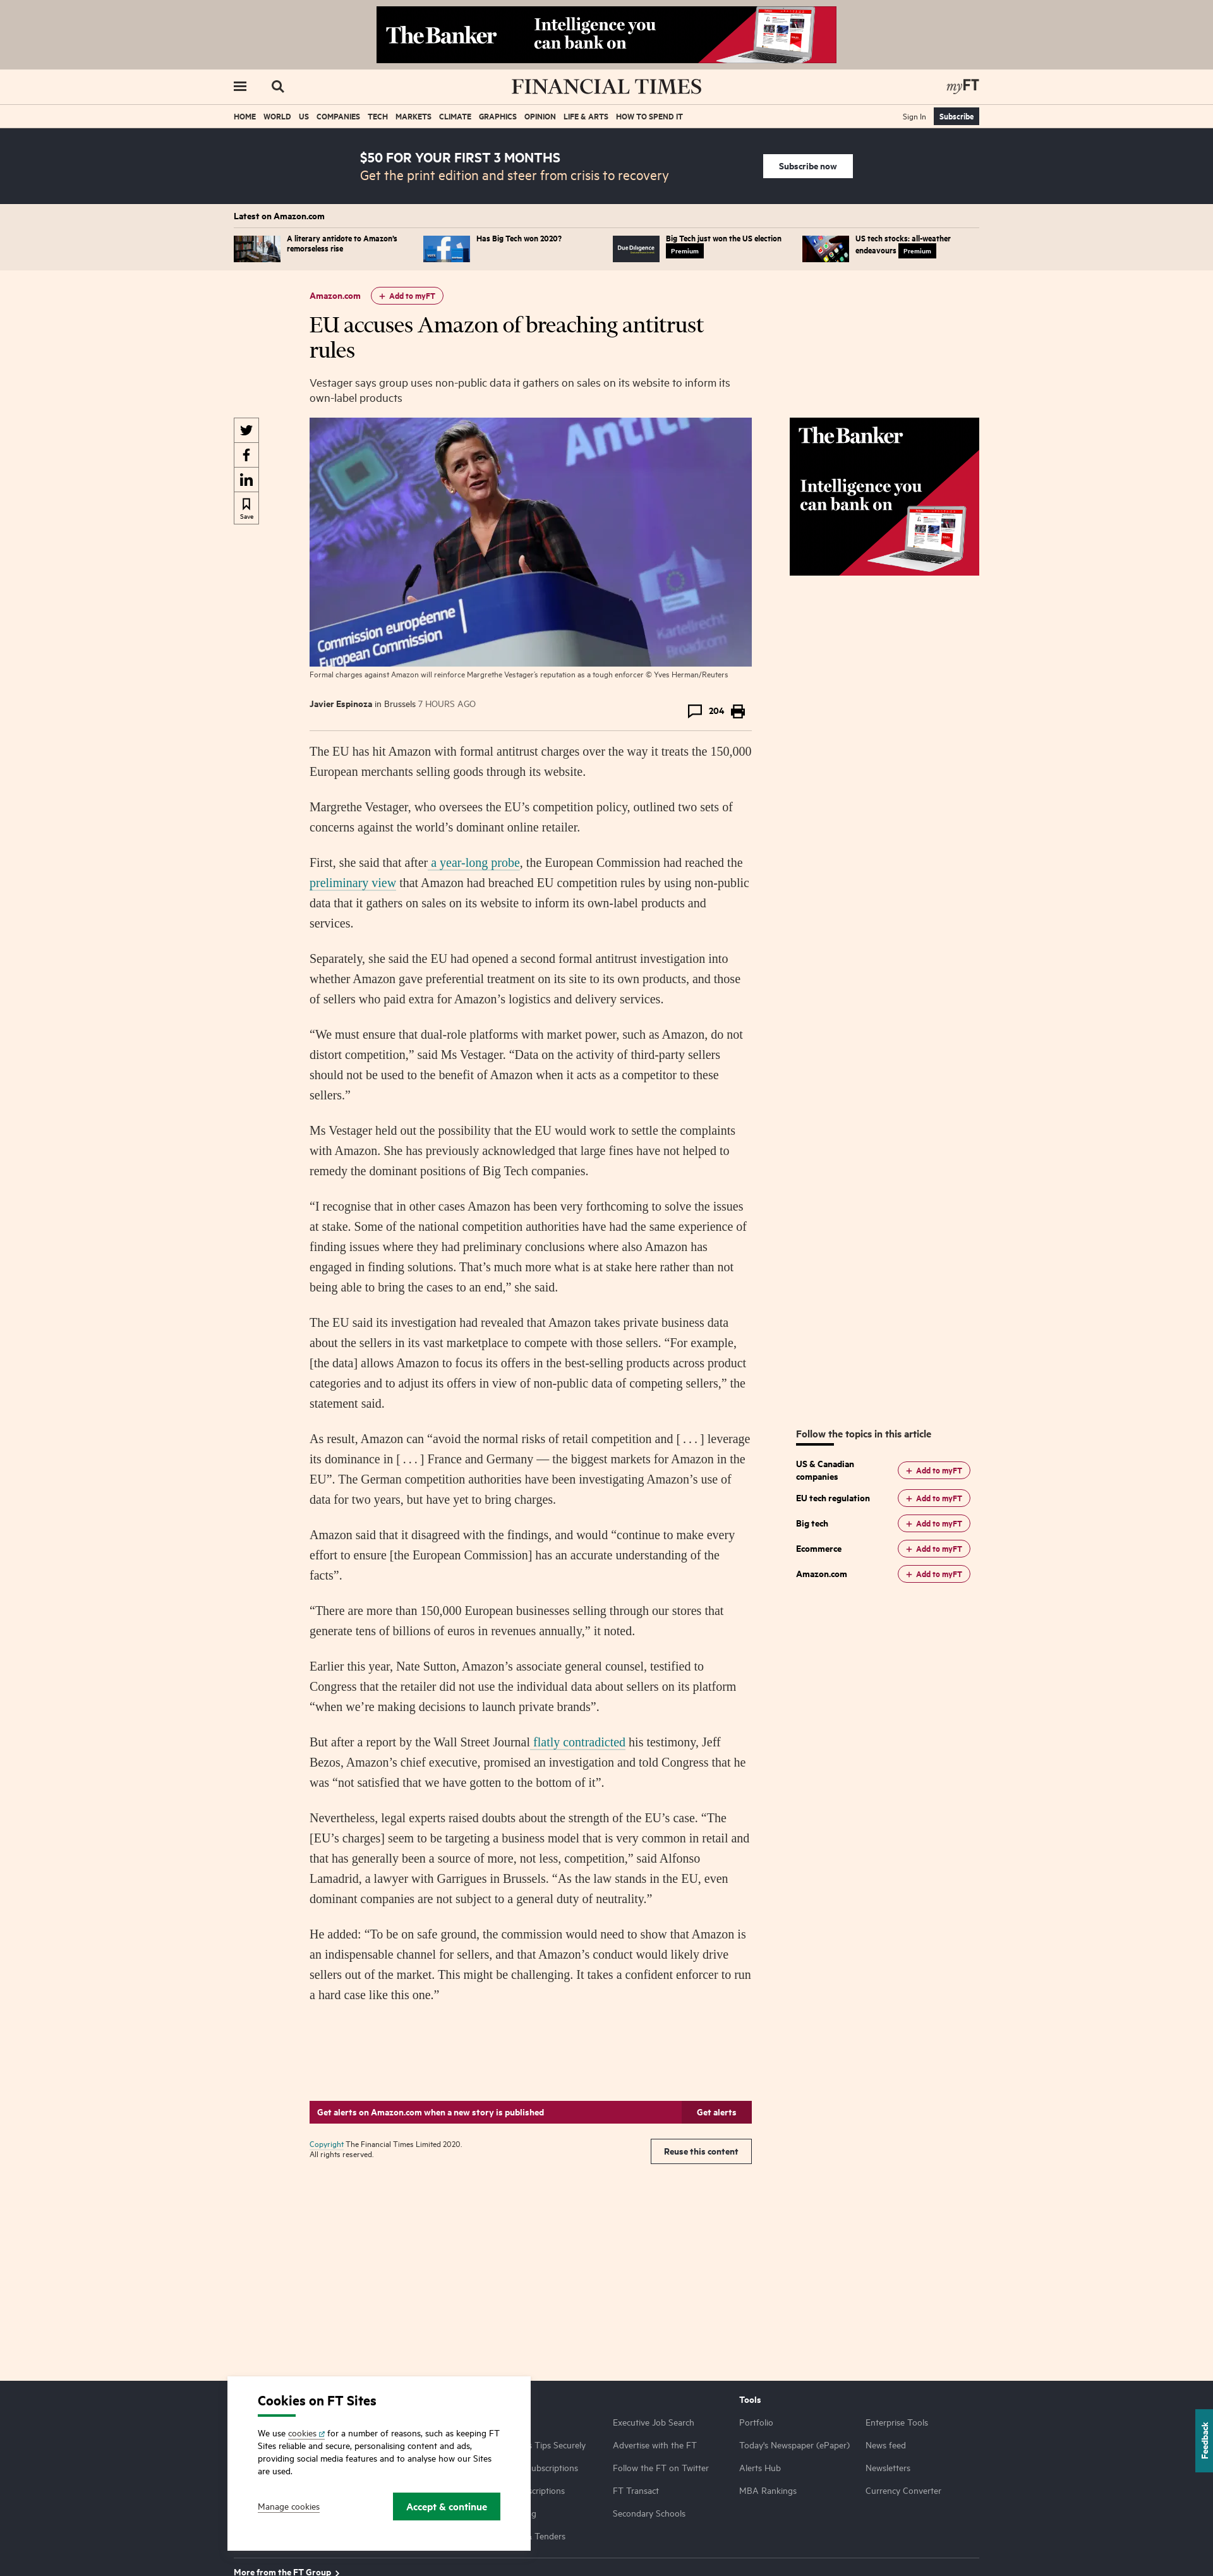 The Banker
Intelligence you
can bank on
FINANCIAL TIMES
myFT
HOME WORLD US COMPANIES TECH MARKETS CLIMATE GRAPHICS OPINION LIFE & ARTS HOW TO SPEND IT
Sign In Subscribe
$50 FOR YOUR FIRST 3 MONTHS
Get the print edition and steer from crisis to recovery
Subscribe now
Latest on Amazon.com
A literary antidote to Amazon's
remorseless rise
Has Big Tech won 2020?
Due Diligence
Big Tech just won the US election
Premium
US tech stocks: all-weather
endeavours Premium
Amazon.com + Add to myFT
EU accuses Amazon of breaching antitrust
rules
Vestager says group uses non-public data it gathers on sales on its website to inform its
own-label products
Save
Antitru
Commission européenne
European Commission
Kartellrecht
Broadcom
The Banker
Intelligence you
can bank on
Formal charges against Amazon will reinforce Margrethe Vestager's reputation as a tough enforcer © Yves Herman/Reuters
Javier Espinoza in Brussels 7 HOURS AGO
204
The EU has hit Amazon with formal antitrust charges over the way it treats the 150,000
European merchants selling goods through its website.
Margrethe Vestager, who oversees the EU’s competition policy, outlined two sets of
concerns against the world’s dominant online retailer.
First, she said that after a year-long probe, the European Commission had reached the
preliminary view that Amazon had breached EU competition rules by using non-public
data that it gathers on sales on its website to inform its own-label products and
services.
Separately, she said the EU had opened a second formal antitrust investigation into
whether Amazon gave preferential treatment on its site to its own products, and those
of sellers who paid extra for Amazon’s logistics and delivery services.
“We must ensure that dual-role platforms with market power, such as Amazon, do not
distort competition,” said Ms Vestager. “Data on the activity of third-party sellers
should not be used to the benefit of Amazon when it acts as a competitor to these
sellers.”
Ms Vestager held out the possibility that the EU would work to settle the complaints
with Amazon. She has previously acknowledged that large fines have not helped to
remedy the dominant positions of Big Tech companies.
“I recognise that in other cases Amazon has been very forthcoming to solve the issues
at stake. Some of the national competition authorities have had the same experience of
finding issues where they had preliminary conclusions where also Amazon has
engaged in finding solutions. That’s much more what is at stake here rather than not
being able to bring the cases to an end,” she said.
The EU said its investigation had revealed that Amazon takes private business data
about the sellers in its vast marketplace to compete with those sellers. “For example,
[the data] allows Amazon to focus its offers in the best-selling products across product
categories and to adjust its offers in view of non-public data of competing sellers,” the
statement said.
As result, Amazon can “avoid the normal risks of retail competition and [ . . . ] leverage
its dominance in [ . . . ] France and Germany — the biggest markets for Amazon in the
EU”. The German competition authorities have been investigating Amazon’s use of
data for two years, but have yet to bring charges.
Amazon said that it disagreed with the findings, and would “continue to make every
effort to ensure [the European Commission] has an accurate understanding of the
facts”.
“There are more than 150,000 European businesses selling through our stores that
generate tens of billions of euros in revenues annually,” it noted.
Earlier this year, Nate Sutton, Amazon’s associate general counsel, testified to
Congress that the retailer did not use the individual data about sellers on its platform
“when we’re making decisions to launch private brands”.
But after a report by the Wall Street Journal flatly contradicted his testimony, Jeff
Bezos, Amazon’s chief executive, promised an investigation and told Congress that he
was “not satisfied that we have gotten to the bottom of it”.
Nevertheless, legal experts raised doubts about the strength of the EU’s case. “The
[EU’s charges] seem to be targeting a business model that is very common in retail and
that has generally been a source of more, not less, competition,” said Alfonso
Lamadrid, a lawyer with Garrigues in Brussels. “As the law stands in the EU, even
dominant companies are not subject to a general duty of neutrality.”
He added: “To be on safe ground, the commission would need to show that Amazon is
an indispensable channel for sellers, and that Amazon’s conduct would likely drive
sellers out of the market. This might be challenging. It takes a confident enforcer to run
a hard case like this one.”
Follow the topics in this article
US & Canadian
companies + Add to myFT
EU tech regulation + Add to myFT
Big tech + Add to myFT
Ecommerce + Add to myFT
Amazon.com + Add to myFT
Get alerts on Amazon.com when a new story is published Get alerts
Copyright The Financial Times Limited 2020.
All rights reserved.
Reuse this content
Cookies on FT Sites
We use cookies for a number of reasons, such as keeping FT
Sites reliable and secure, personalising content and ads,
providing social media features and to analyse how our Sites
are used.
Manage cookies Accept & continue
Tools
Executive Job Search Portfolio Enterprise Tools
Tips Securely Advertise with the FT Today's Newspaper (ePaper) News feed
ubscriptions Follow the FT on Twitter Alerts Hub Newsletters
scriptions FT Transact MBA Rankings Currency Converter
g Secondary Schools
Tenders
Feedback
More from the FT Group